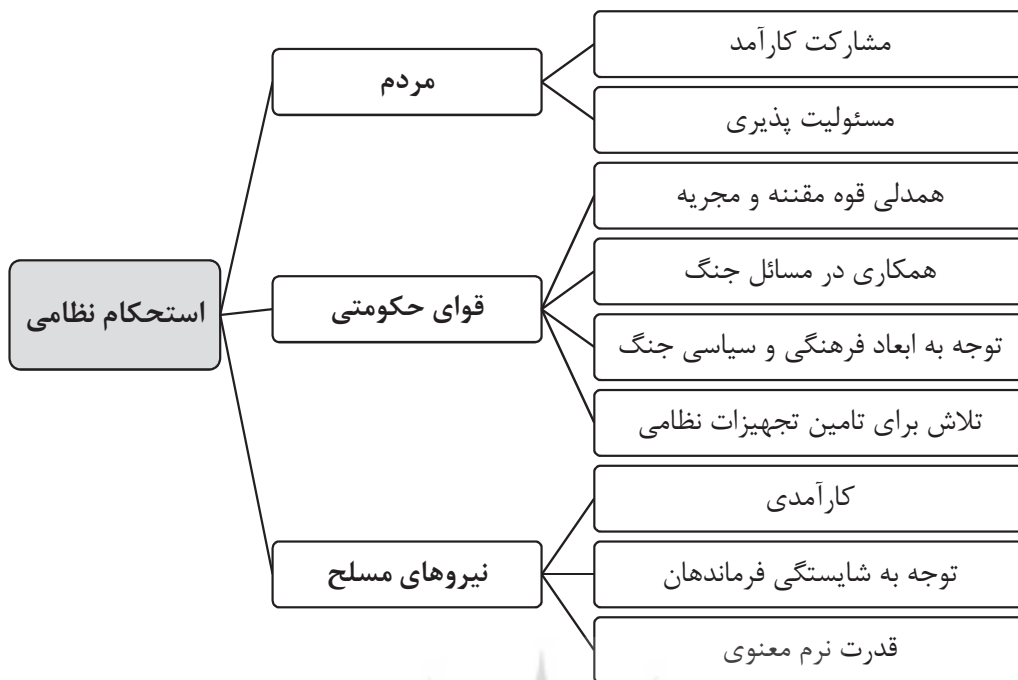 استحکام نظامی
مردم
مشارکت کارآمد
مسئولیت پذیری
قوای حکومتی
همدلی قوه مقننه و مجریه
همکاری در مسائل جنگ
توجه به ابعاد فرهنگی و سیاسی جنگ
تلاش برای تامین تجهیزات نظامی
نیروهای مسلح
کارآمدی
توجه به شایستگی فرماندهان
قدرت نرم معنوی